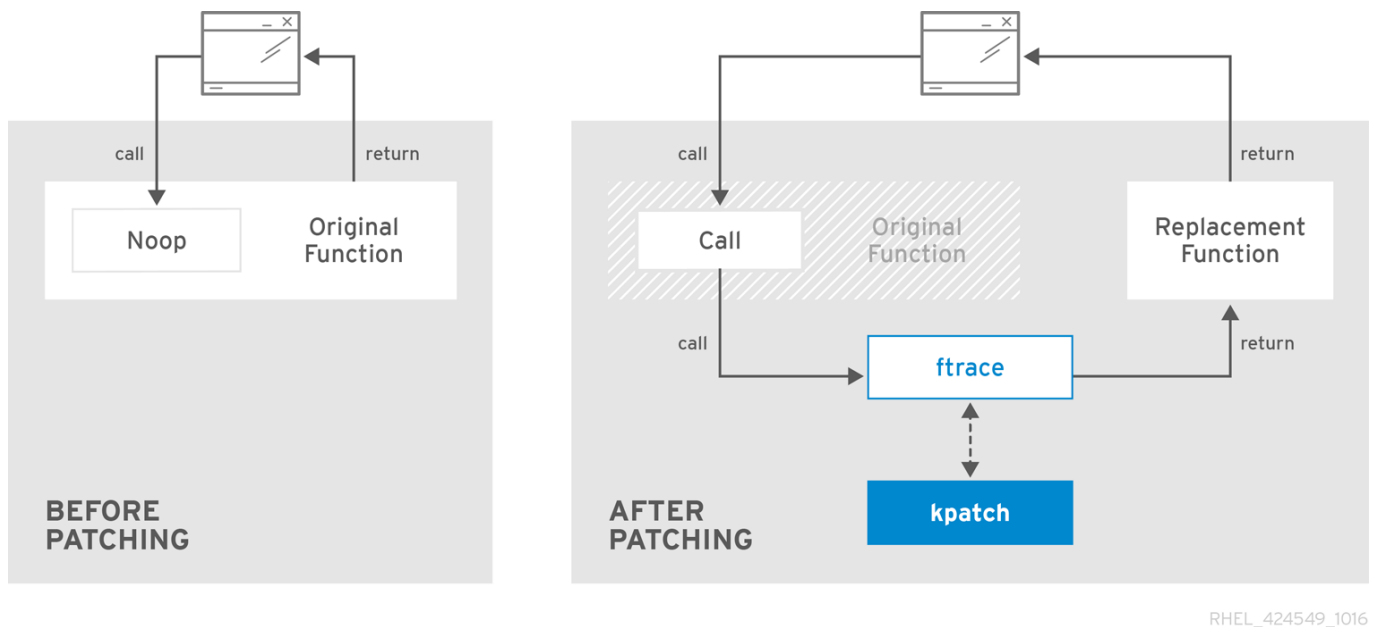 call
return
Noop
Original
Function
BEFORE
PATCHING
call
return
Call
Original
Function
Replacement
Function
call
return
ftrace
kpatch
AFTER
PATCHING
RHEL_424549_1016